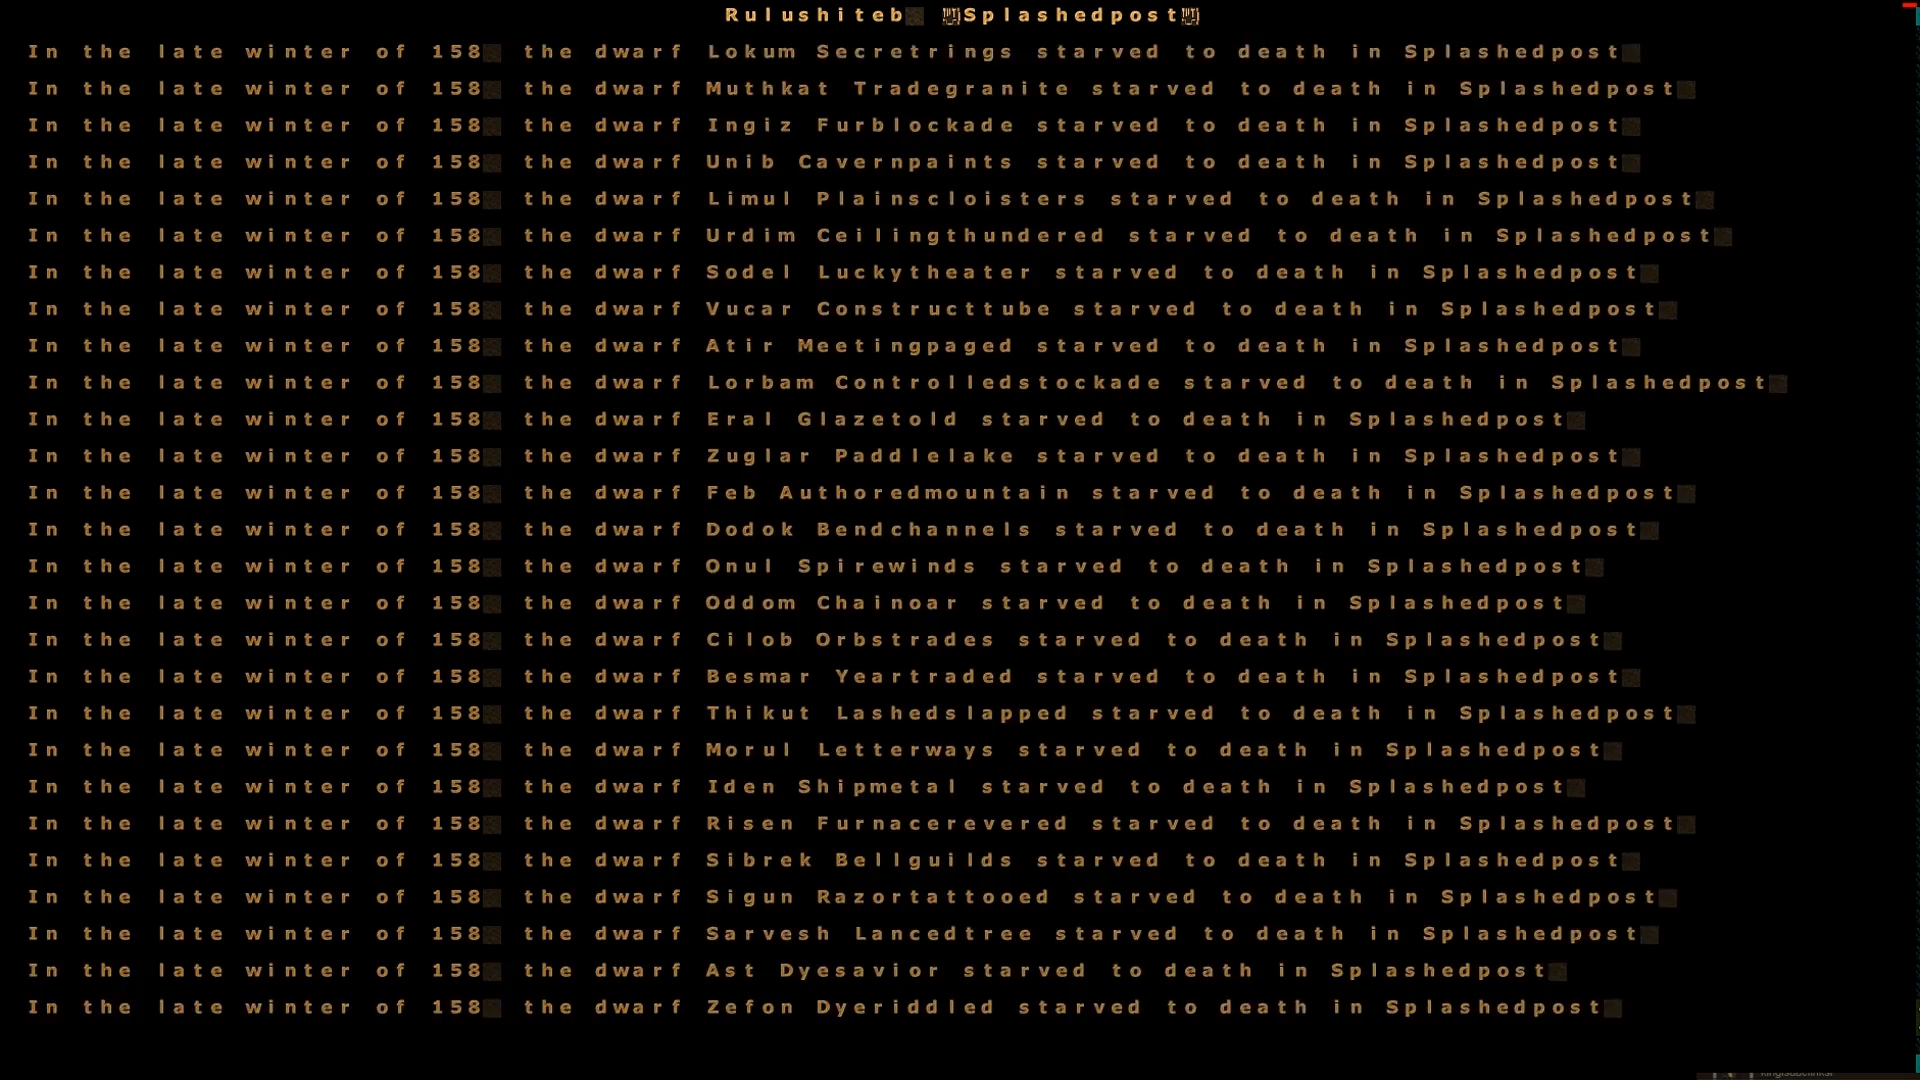 Rulushiteb Splashedpost
In the late winter of 158 the dwarf Lokum Secretrings starved to death in Splashedpost
In the late winter of 158 the dwarf Muthkat Tradegranite starved to death in Splashedpost
In the late winter of 158 the dwarf Ingiz Furblockade starved to death in Splashedpost
In the late winter of 158 the dwarf Unib Cavernpaints starved to death in Splashedpost
In the late winter of 158 the dwarf Limul Plainscloisters starved to death in Splashedpost
In the late winter of 158 the dwarf Urdim Ceilingthundered starved to death in Splashedpost
In the late winter of 158 the dwarf Sodel Luckytheater starved to death in Splashedpost
In the late winter of 158 the dwarf Vucar Constructtube starved to death in Splashedpost
In the late winter of 158 the dwarf Atir Meetingpaged starved to death in Splashedpost
In the late winter of 158 the dwarf Lorbam Controlledstockade starved to death in Splashedpost
In the late winter of 158 the dwarf Eral Glazetold starved to death in Splashedpost
In the late winter of 158 the dwarf Zuglar Paddlelake starved to death in Splashedpost
In the late winter of 158 the dwarf Feb Authoredmountain starved to death in Splashedpost
In the late winter of 158 the dwarf Dodok Bendchannels starved to death in Splashedpost
In the late winter of 158 the dwarf Onul Spirewinds starved to death in Splashedpost
In the late winter of 158 the dwarf Oddom Chainoar starved to death in Splashedpost
In the late winter of 158 the dwarf Cilob Orbstrades starved to death in Splashedpost
In the late winter of 158 the dwarf Besmar Yeartraded starved to death in Splashedpost
In the late winter of 158 the dwarf Thikut Lashedslapped starved to death in Splashedpost
In the late winter of 158 the dwarf Morul Letterways starved to death in Splashedpost
In the late winter of 158 the dwarf Iden Shipmetal starved to death in Splashedpost
In the late winter of 158 the dwarf Risen Furnacerevered starved to death in Splashedpost
In the late winter of 158 the dwarf Sibrek Bellguilds starved to death in Splashedpost
In the late winter of 158 the dwarf Sigun Razortattooed starved to death in Splashedpost
In the late winter of 158 the dwarf Sarvesh Lancedtree starved to death in Splashedpost
In the late winter of 158 the dwarf Ast Dyesavior starved to death in Splashedpost
In the late winter of 158 the dwarf Zefon Dyeriddled starved to death in Splashedpost